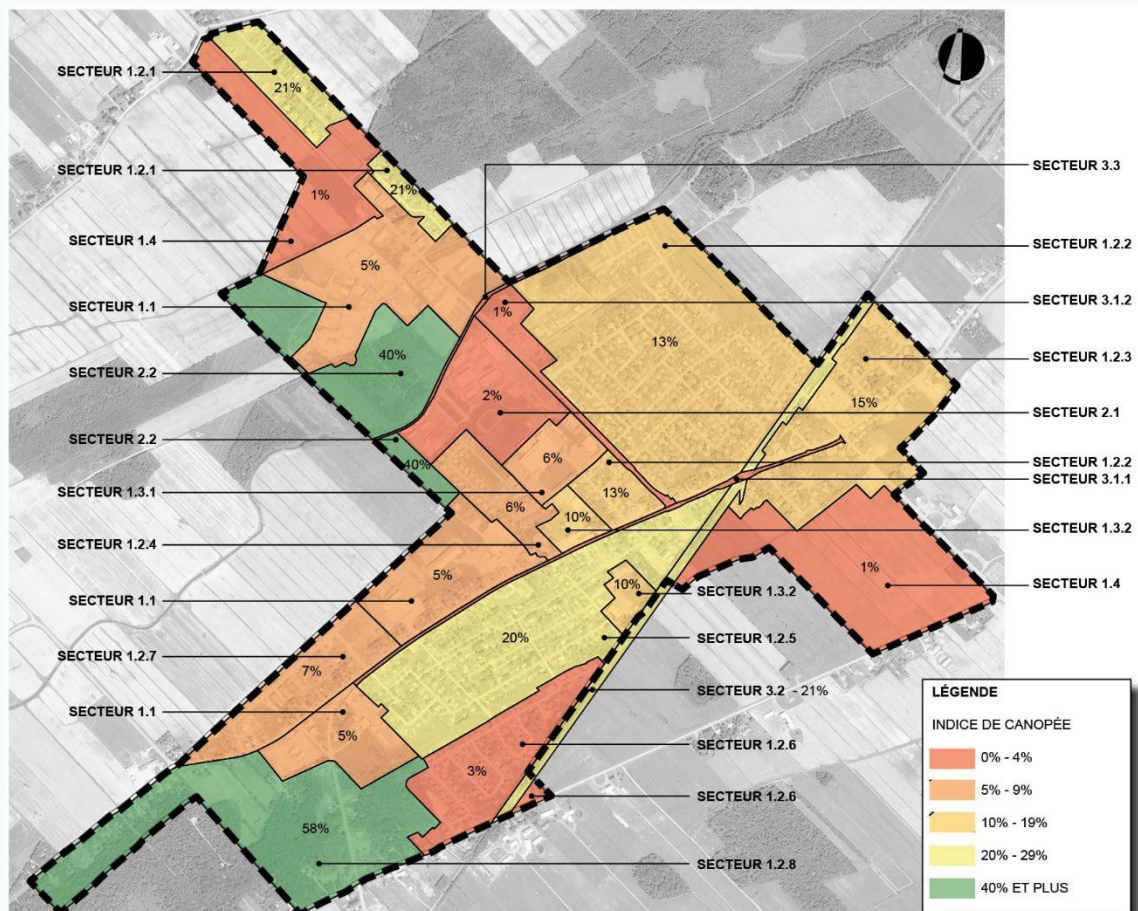 SECTEUR 1.2.1
21%
SECTEUR 1.2.1
21%
SECTEUR 3.3
1%
SECTEUR 1.4
SECTEUR 1.2.2
5%
SECTEUR 1.1
1%
SECTEUR 3.1.2
13%
40%
SECTEUR 1.2.3
SECTEUR 2.2
2%
15%
SECTEUR 2.1
SECTEUR 2.2
40%
6%
SECTEUR 1.2.2
SECTEUR 3.1.1
SECTEUR 1.3.1
6%
13%
10%
SECTEUR 1.3.2
SECTEUR 1.2.4
5%
1%
SECTEUR 1.4
10%
SECTEUR 1.3.2
SECTEUR 1.1
20%
SECTEUR 1.2.5
SECTEUR 1.2.7
7%
SECTEUR 3.2 - 21%
SECTEUR 1.1
5%
SECTEUR 1.2.6
3%
SECTEUR 1.2.6
58%
SECTEUR 1.2.8
LÉGENDE
INDICE DE CANOPÉE
0% - 4%
5% - 9%
10% - 19%
20% - 29%
40% ET PLUS